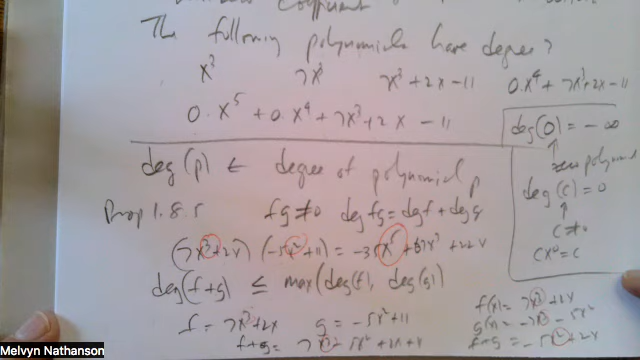 The following polynomials have degree 3
x³ 7x³ 7x³ + 2x - 11 0.x⁴ + 7x³ + 2x - 11
0.x⁵ + 0.x⁴ + 7x³ + 2x - 11
deg(0) = -∞
zero polynomial
deg(c) = 0
c ≠ 0
cx⁰ = c
deg(p) ← degree of polynomial p
Prop 1.8.5 fg ≠ 0 deg fg = deg f + deg g
(7x³+2x) (-5x²+11) = -35x⁵ + 67x³ + 22x
deg(f+g) ≤ max(deg(f), deg(g))
f = 7x³+2x g = -5x²+11
f+g = 7x³ - 5x² + 2x + 11
f(x) = 7x³ + 2x
g(x) = -7x³ - 5x²
f+g = -5x² + 2x
Melvyn Nathanson